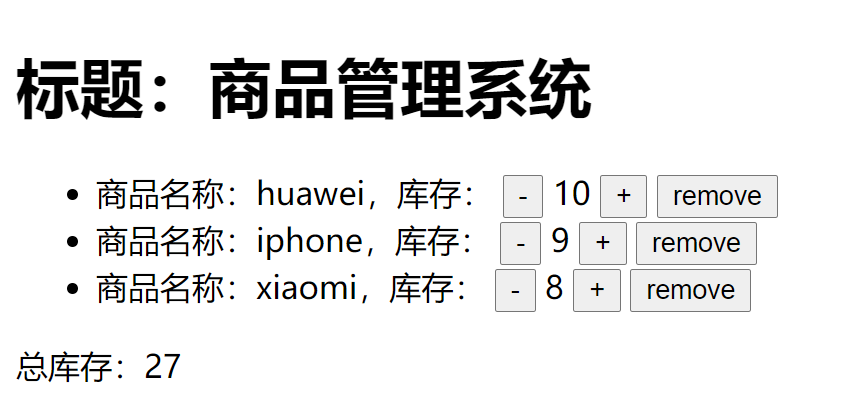 标题：商品管理系统
商品名称：huawei，库存： - 10 + remove
商品名称：iphone，库存： - 9 + remove
商品名称：xiaomi，库存： - 8 + remove
总库存：27